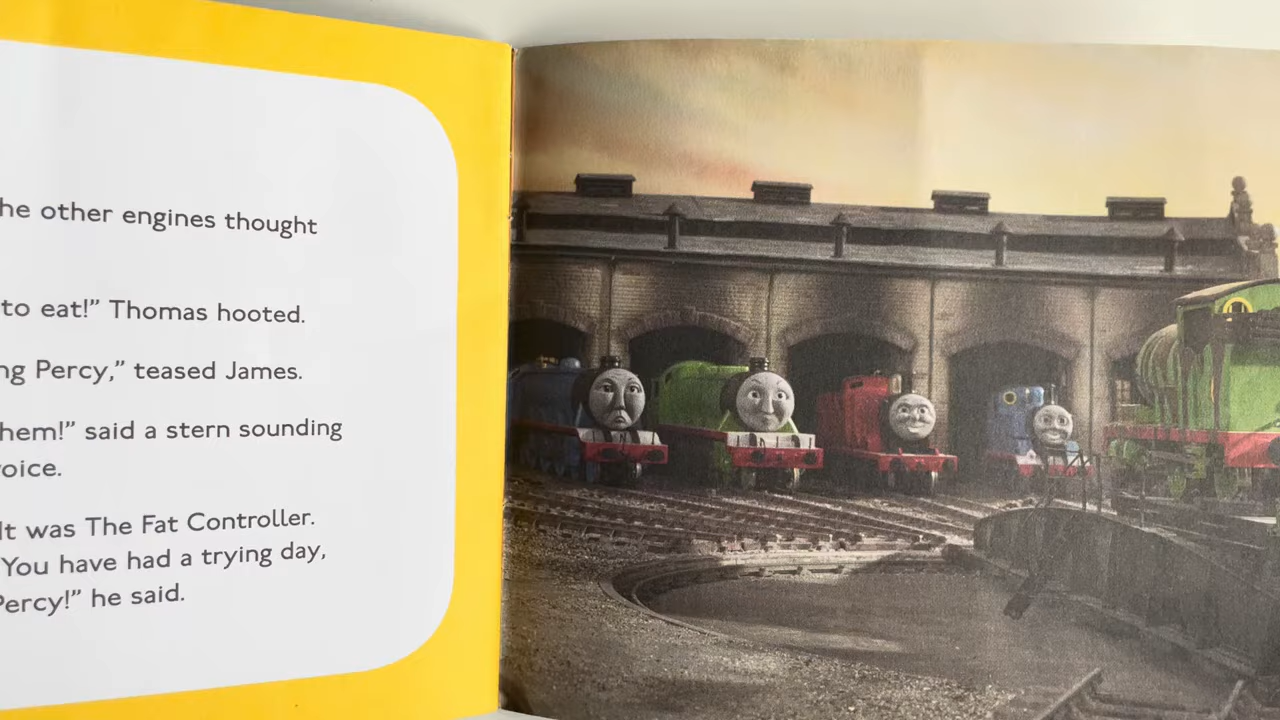 he other engines thought
to eat!” Thomas hooted.
ng Percy,” teased James.
hem!” said a stern sounding
oice.
It was The Fat Controller.
You have had a trying day,
Percy!” he said.